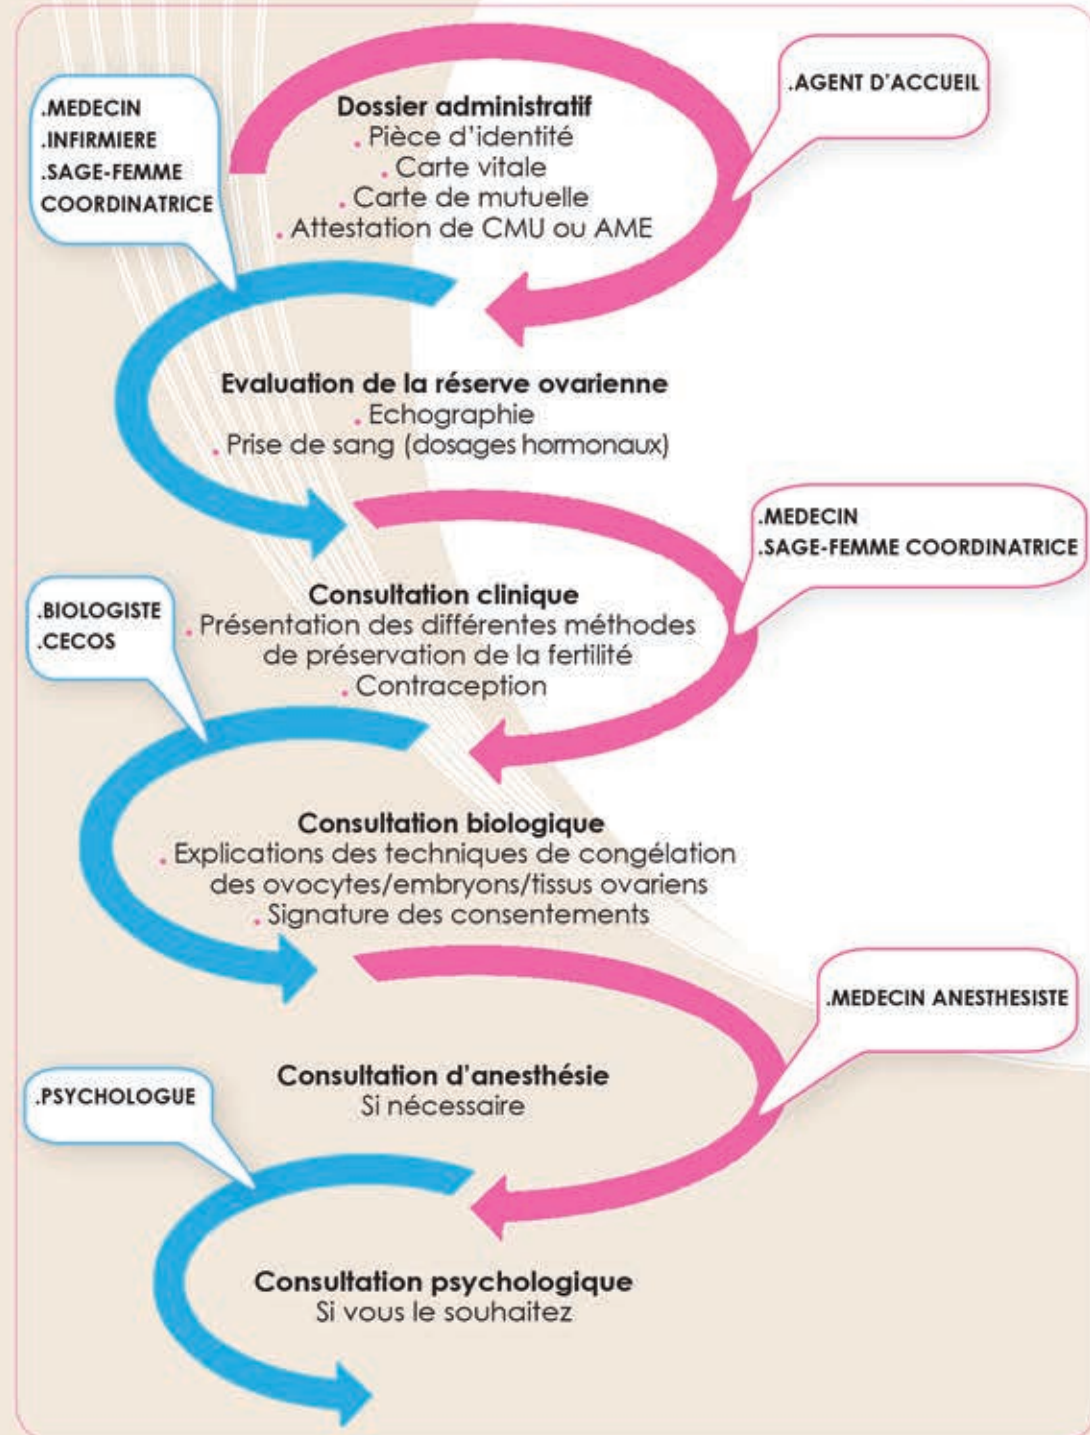 .MEDECIN
.INFIRMIERE
.SAGE-FEMME
COORDINATRICE
Dossier administratif
. Pièce d'identité
. Carte vitale
. Carte de mutuelle
. Attestation de CMU ou AME
.AGENT D'ACCUEIL
Evaluation de la réserve ovarienne
. Echographie
. Prise de sang (dosages hormonaux)
.MEDECIN
.SAGE-FEMME COORDINATRICE
Consultation clinique
. Présentation des différentes méthodes
de préservation de la fertilité
. Contraception
.BIOLOGISTE
.CECOS
Consultation biologique
. Explications des techniques de congélation
des ovocytes/embryons/tissus ovariens
. Signature des consentements
.MEDECIN ANESTHESISTE
Consultation d'anesthésie
Si nécessaire
.PSYCHOLOGUE
Consultation psychologique
Si vous le souhaitez